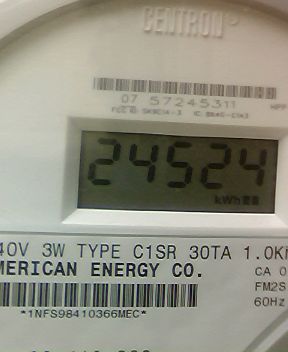 CENTRON
07 57245311
24524
kWh
40V 3W TYPE C1SR 30TA 1.0Kh
MERICAN ENERGY CO.
CA 0
FM2S
60Hz
*1NFS98410366MEC*